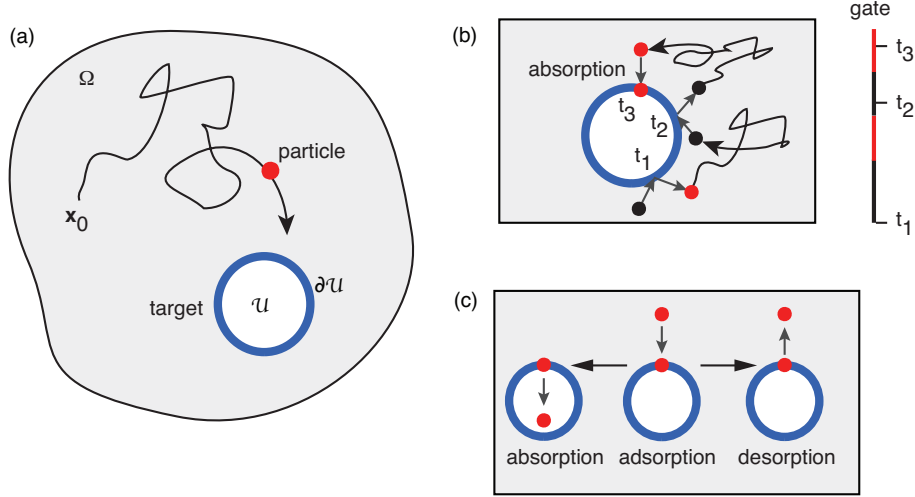 (a)
Ω
particle
x0
target
𝒰
∂𝒰
(b)
absorption
t3
t2
t1
gate
t3
t2
t1
(c)
absorption
adsorption
desorption